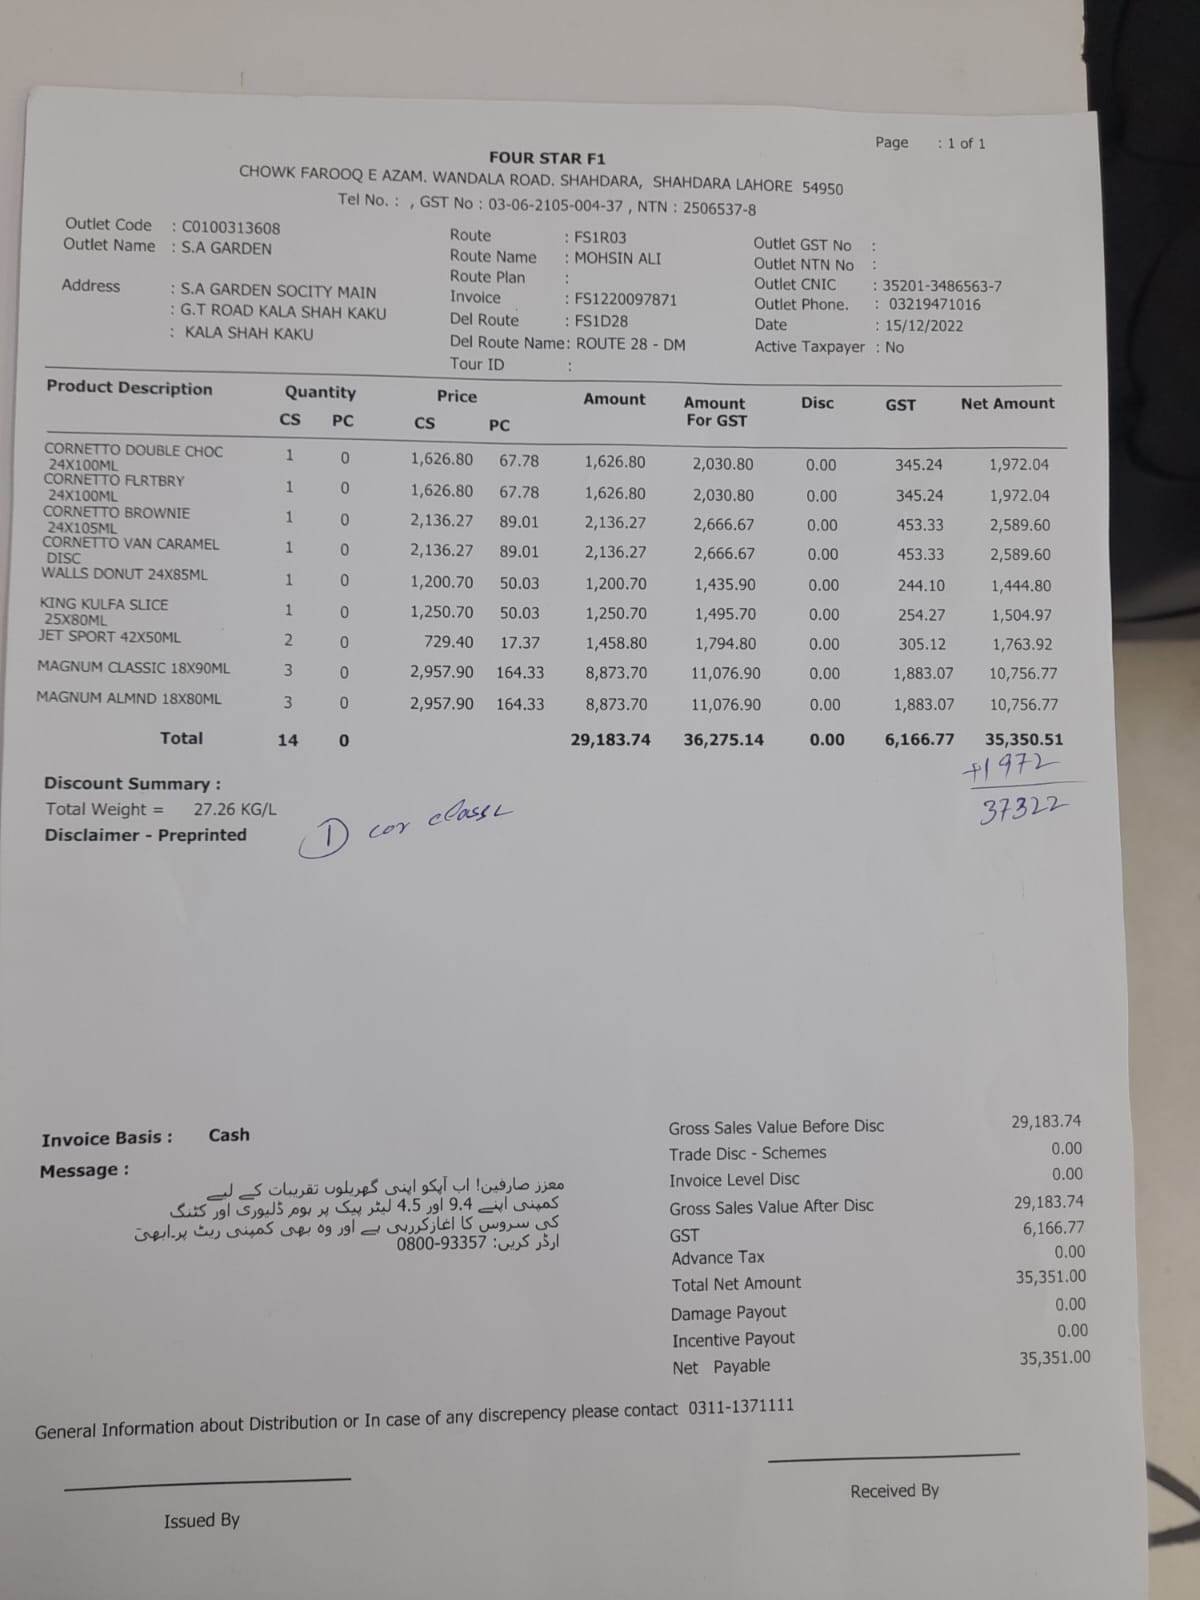 Page : 1 of 1
FOUR STAR F1
CHOWK FAROOQ E AZAM. WANDALA ROAD. SHAHDARA, SHAHDARA LAHORE 54950
Tel No. : , GST No : 03-06-2105-004-37 , NTN : 2506537-8
Outlet Code : C0100313608
Outlet Name : S.A GARDEN
Address : S.A GARDEN SOCITY MAIN
: G.T ROAD KALA SHAH KAKU
: KALA SHAH KAKU
Route : FS1R03
Route Name : MOHSIN ALI
Route Plan :
Invoice : FS1220097871
Del Route : FS1D28
Del Route Name: ROUTE 28 - DM
Tour ID :
Outlet GST No :
Outlet NTN No :
Outlet CNIC : 35201-3486563-7
Outlet Phone. : 03219471016
Date : 15/12/2022
Active Taxpayer : No
Product Description Quantity Price Amount Amount For GST Disc GST Net Amount
CS PC CS PC
CORNETTO DOUBLE CHOC 1 0 1,626.80 67.78 1,626.80 2,030.80 0.00 345.24 1,972.04
24X100ML
CORNETTO FLRTBRY 1 0 1,626.80 67.78 1,626.80 2,030.80 0.00 345.24 1,972.04
24X100ML
CORNETTO BROWNIE 1 0 2,136.27 89.01 2,136.27 2,666.67 0.00 453.33 2,589.60
24X105ML
CORNETTO VAN CARAMEL 1 0 2,136.27 89.01 2,136.27 2,666.67 0.00 453.33 2,589.60
DISC
WALLS DONUT 24X85ML 1 0 1,200.70 50.03 1,200.70 1,435.90 0.00 244.10 1,444.80
KING KULFA SLICE 1 0 1,250.70 50.03 1,250.70 1,495.70 0.00 254.27 1,504.97
25X80ML
JET SPORT 42X50ML 2 0 729.40 17.37 1,458.80 1,794.80 0.00 305.12 1,763.92
MAGNUM CLASSIC 18X90ML 3 0 2,957.90 164.33 8,873.70 11,076.90 0.00 1,883.07 10,756.77
MAGNUM ALMND 18X80ML 3 0 2,957.90 164.33 8,873.70 11,076.90 0.00 1,883.07 10,756.77
Total 14 0 29,183.74 36,275.14 0.00 6,166.77 35,350.51
+1972
37322
Discount Summary :
Total Weight = 27.26 KG/L
Disclaimer - Preprinted
1 cor
Invoice Basis : Cash
Message :
معزز صارفین! اب آپکو اپنی گھریلوں تقریبات کے لیے
کمپنی اپنے 9.4 اور 4.5 لیٹر پیک پر ہوم ڈلیوری اور کٹنگ
کی سروس کا اغازکررہی ہے اور وہ بھی کمپنی ریٹ پر۔ابھی
ارڈر کریں: 0800-93357
Gross Sales Value Before Disc 29,183.74
Trade Disc - Schemes 0.00
Invoice Level Disc 0.00
Gross Sales Value After Disc 29,183.74
GST 6,166.77
Advance Tax 0.00
Total Net Amount 35,351.00
Damage Payout 0.00
Incentive Payout 0.00
Net Payable 35,351.00
General Information about Distribution or In case of any discrepency please contact 0311-1371111
Issued By
Received By